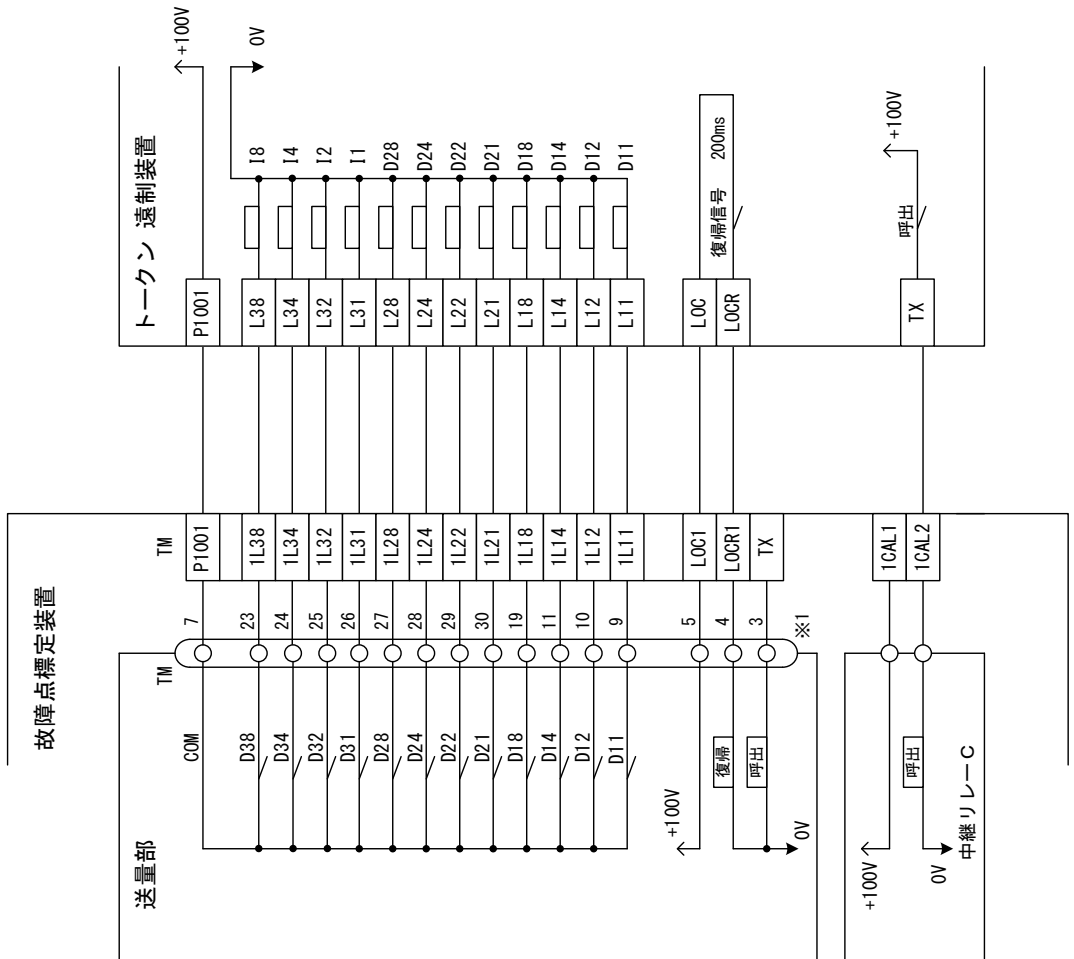 故障点標定装置
送量部
TM
TM
COM
7
P1001
D38
23
1L38
D34
24
1L34
D32
25
1L32
D31
26
1L31
D28
27
1L28
D24
28
1L24
D22
29
1L22
D21
30
1L21
D18
19
1L18
D14
11
1L14
D12
10
1L12
D11
9
1L11
+100V
5
LOC1
復帰
4
LOCR1
呼出
3
TX
0V
※1
+100V
1CAL1
呼出
1CAL2
0V
中継リレーC
トークン 遠制装置
P1001
+100V
0V
L38
I8
L34
I4
L32
I2
L31
I1
L28
D28
L24
D24
L22
D22
L21
D21
L18
D18
L14
D14
L12
D12
L11
D11
LOC
LOCR
復帰信号 200ms
TX
呼出
+100V